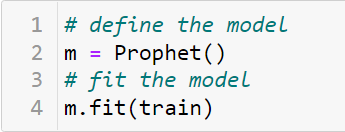 1 # define the model
2 m = Prophet()
3 # fit the model
4 m.fit(train)